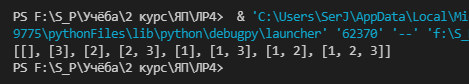 PS F:\S_P\Учёба\2 курс\ЯП\ЛР4>  & 'C:\Users\SerJ\AppData\Local\Mi
9775\pythonFiles\lib\python\debugpy\launcher' '62370' '--' 'f:\S_
[[], [3], [2], [2, 3], [1], [1, 3], [1, 2], [1, 2, 3]]
PS F:\S_P\Учёба\2 курс\ЯП\ЛР4>